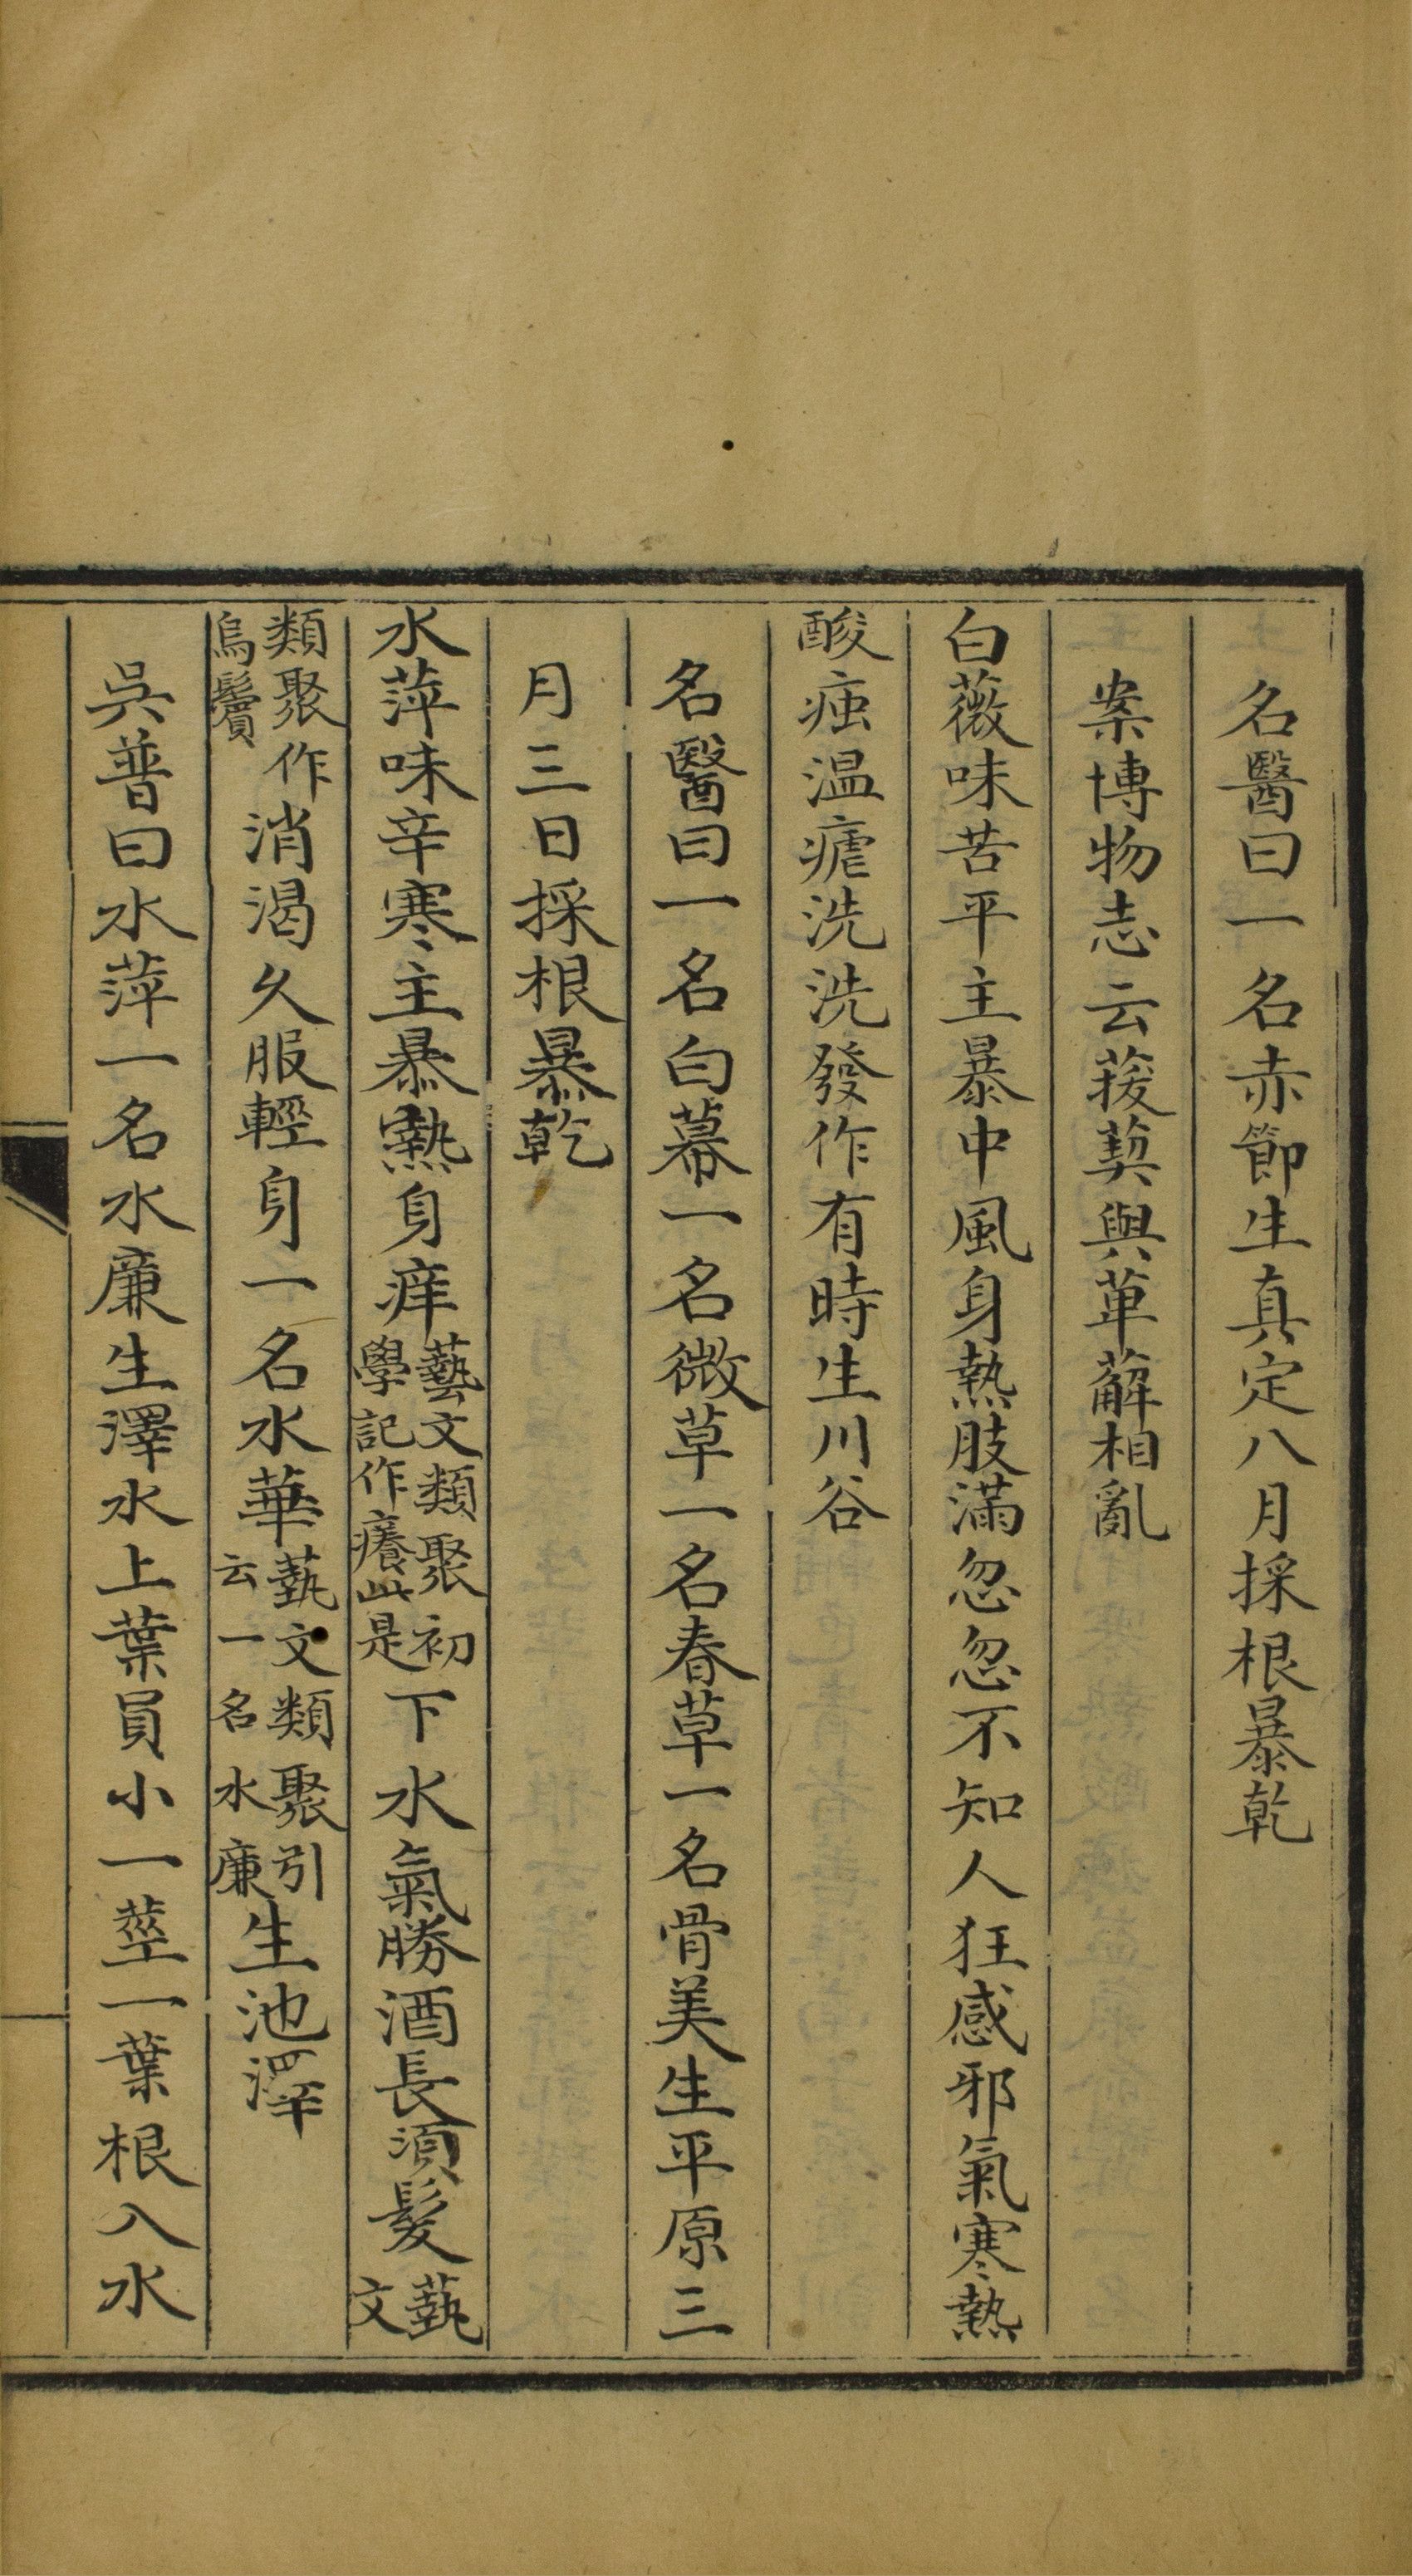 名醫曰一名赤節生真定八月採根暴乾
案博物志云菝葜與萆薢相亂
白薇味苦平主暴中風身熱肢滿忽忽不知人狂感邪氣寒熱
酸㾏温瘧洗洗發作有時生川谷
名醫曰一名白幕一名微草一名春草一名骨美生平原三
月三日採根暴乾
水萍味辛寒主暴熱身痒藝文類聚初學記作癢此是下水氣勝酒長須髮藝文
類聚作烏鬢消渴久服輕身一名水華藝文類聚引云一名水廉生池澤
吳普曰水萍一名水廉生澤水上葉員小一莖一葉根入水